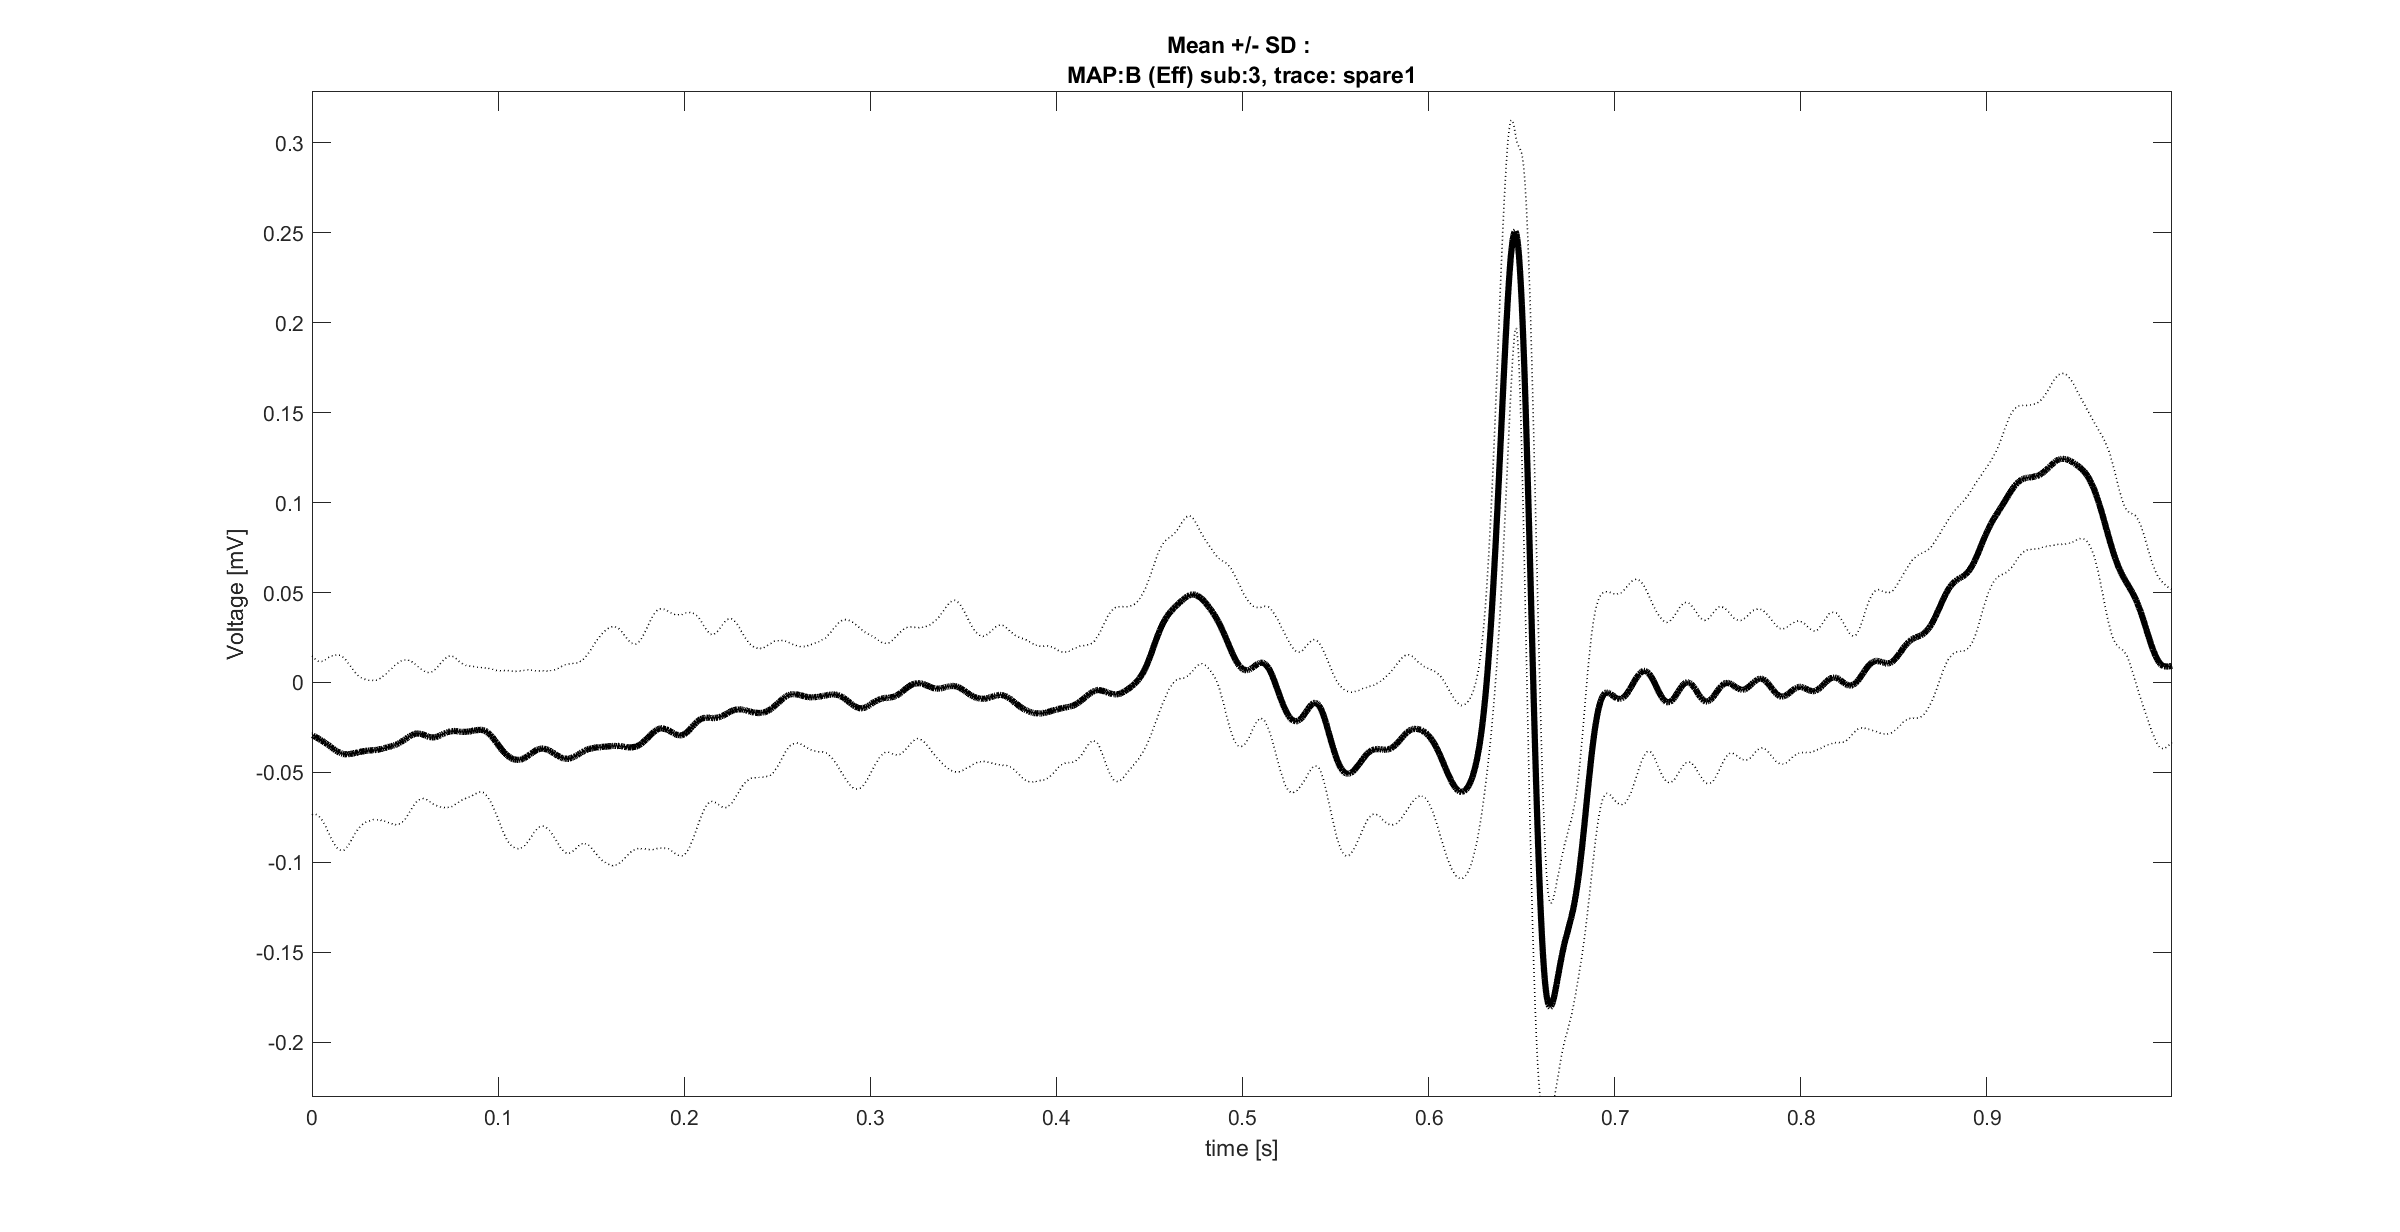 Mean +/- SD :
MAP:B (Eff) sub:3, trace: spare1
0.3
0.25
0.2
0.15
0.1
0.05
0
-0.05
-0.1
-0.15
-0.2
Voltage [mV]
0 0.1 0.2 0.3 0.4 0.5 0.6 0.7 0.8 0.9
time [s]